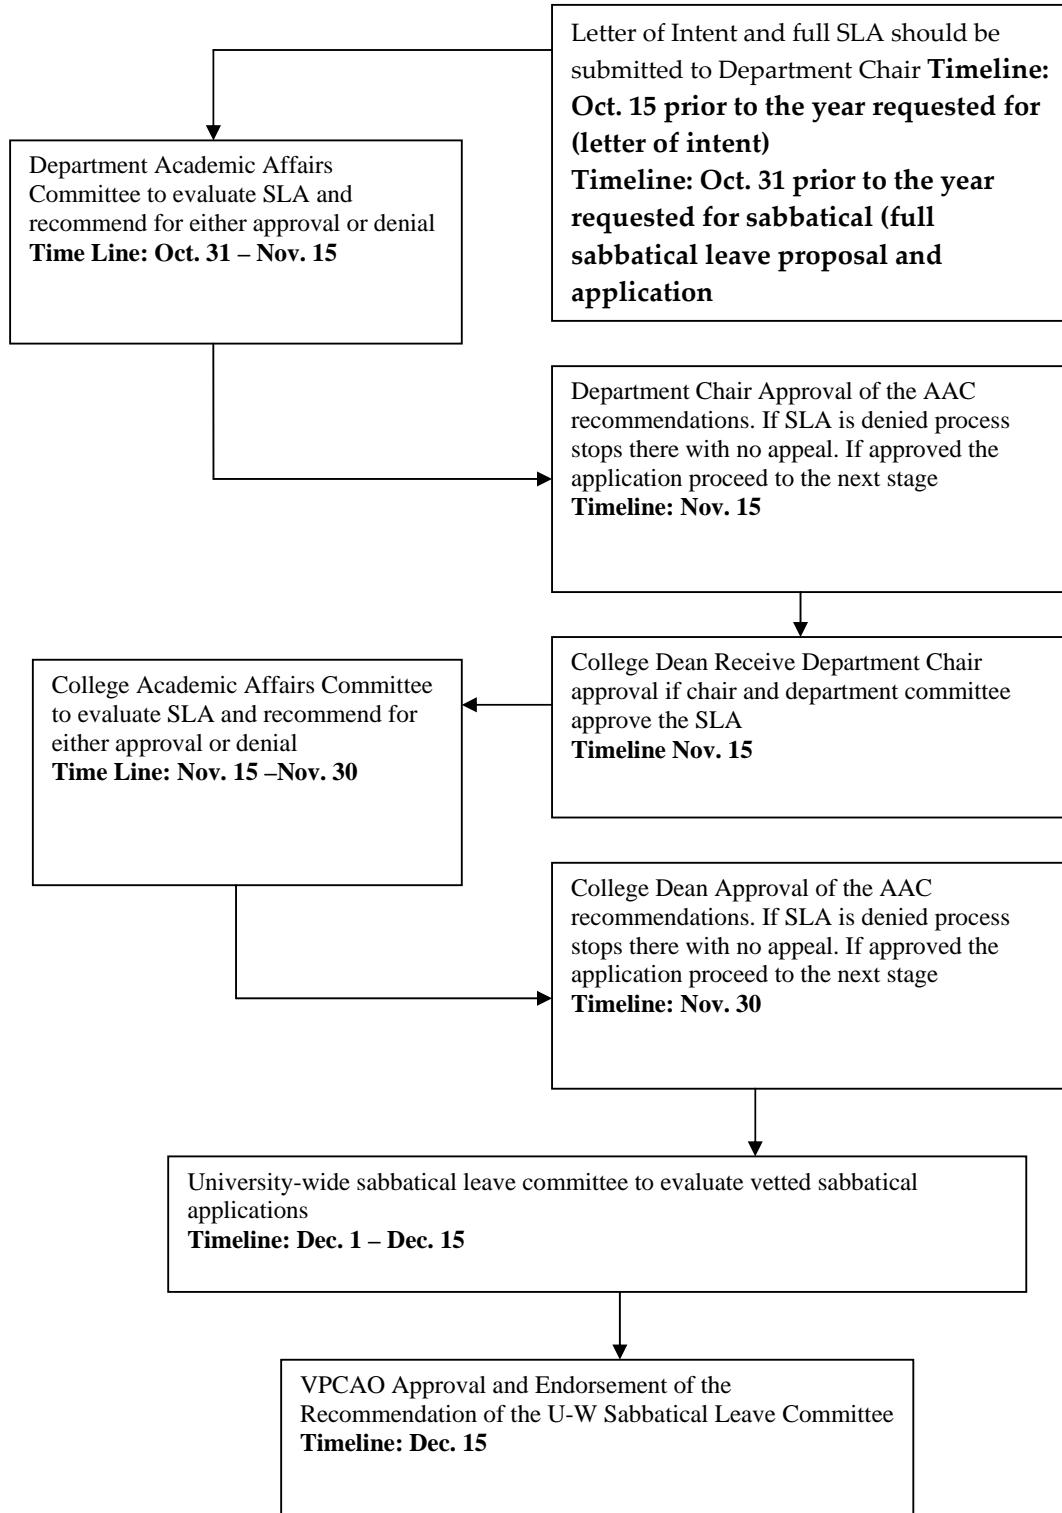 Letter of Intent and full SLA should be
submitted to Department Chair Timeline:
Oct. 15 prior to the year requested for
(letter of intent)
Timeline: Oct. 31 prior to the year
requested for sabbatical (full
sabbatical leave proposal and
application
Department Academic Affairs
Committee to evaluate SLA and
recommend for either approval or denial
Time Line: Oct. 31 – Nov. 15
Department Chair Approval of the AAC
recommendations. If SLA is denied process
stops there with no appeal. If approved the
application proceed to the next stage
Timeline: Nov. 15
College Dean Receive Department Chair
approval if chair and department committee
approve the SLA
Timeline Nov. 15
College Academic Affairs Committee
to evaluate SLA and recommend for
either approval or denial
Time Line: Nov. 15 –Nov. 30
College Dean Approval of the AAC
recommendations. If SLA is denied process
stops there with no appeal. If approved the
application proceed to the next stage
Timeline: Nov. 30
University-wide sabbatical leave committee to evaluate vetted sabbatical
applications
Timeline: Dec. 1 – Dec. 15
VPCAO Approval and Endorsement of the
Recommendation of the U-W Sabbatical Leave Committee
Timeline: Dec. 15